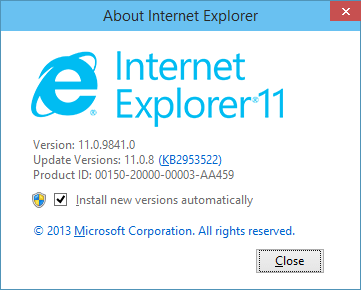 About Internet Explorer
Internet
Explorer®11
Version: 11.0.9841.0
Update Versions: 11.0.8 (KB2953522)
Product ID: 00150-20000-00003-AA459
Install new versions automatically
© 2013 Microsoft Corporation. All rights reserved.
Close